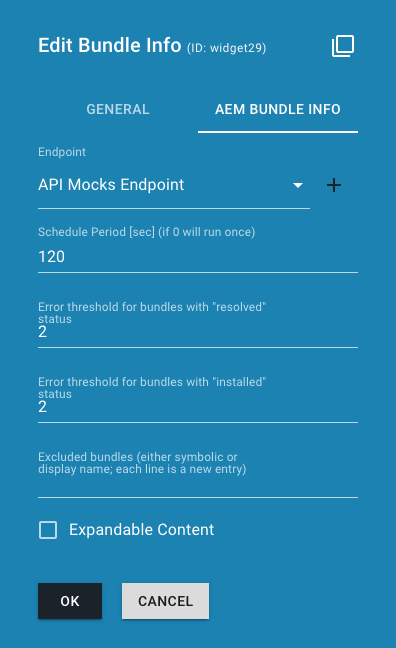 Edit Bundle Info (ID: widget29)
GENERAL AEM BUNDLE INFO
Endpoint
API Mocks Endpoint
Schedule Period [sec] (if 0 will run once)
120
Error threshold for bundles with "resolved"
status
2
Error threshold for bundles with "installed"
status
2
Excluded bundles (either symbolic or
display name; each line is a new entry)
Expandable Content
OK CANCEL